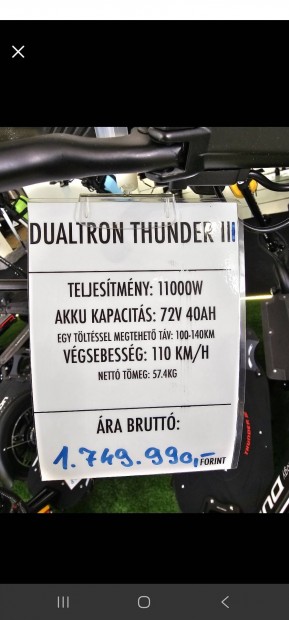 DUALTRON THUNDER III
TELJESÍTMÉNY: 11000W
AKKU KAPACITÁS: 72V 40AH
EGY TÖLTÉSSEL MEGTEHETŐ TÁV: 100-140KM
VÉGSEBESSÉG: 110 KM/H
NETTÓ TÖMEG: 57.4KG
ÁRA BRUTTÓ:
1.749.990,- FORINT